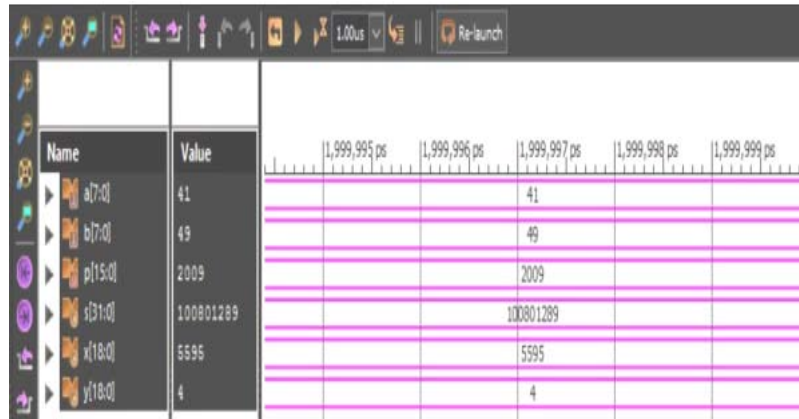 1.00us Re-launch
Name Value 1,999,995 ps 1,999,996 ps 1,999,997 ps 1,999,998 ps 1,999,999 ps
a[7:0] 41 41
b[7:0] 49 49
p[15:0] 2009 2009
s[31:0] 100801289 100801289
x[18:0] 5595 5595
y[18:0] 4 4